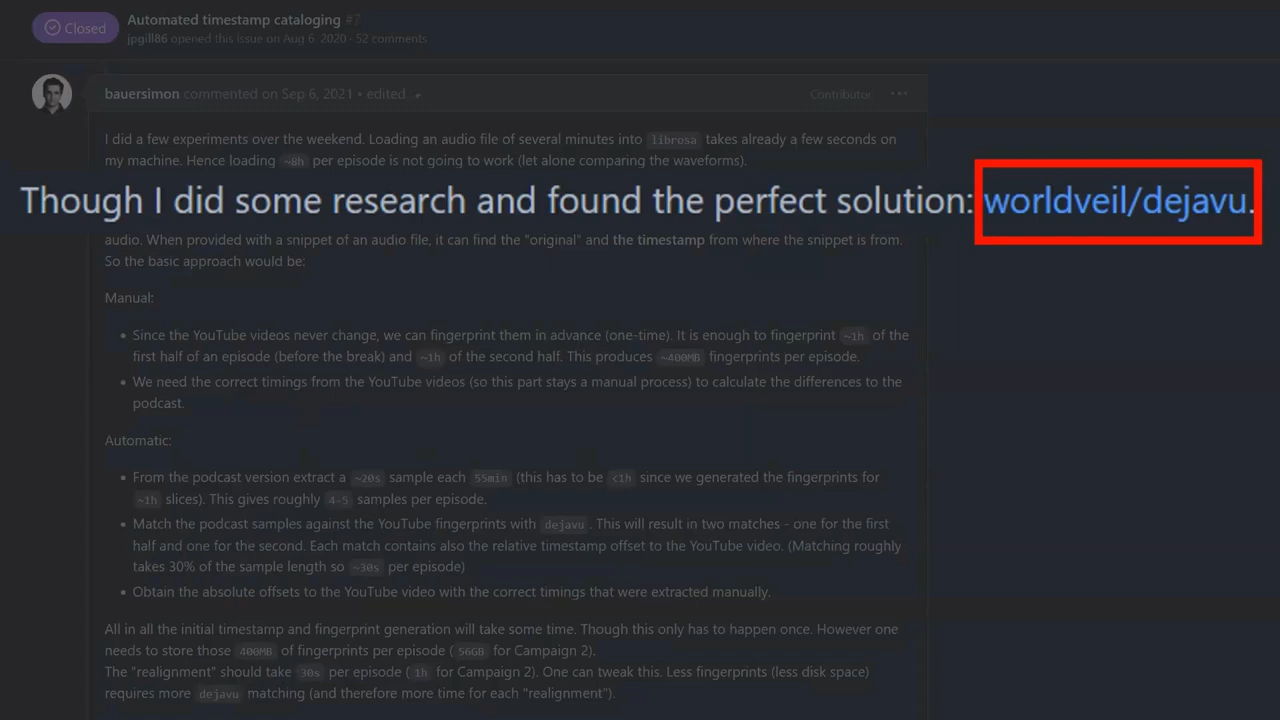 Closed
Automated timestamp cataloging #7
jpgill86 opened this issue on Aug 6, 2020 · 52 comments
bauersimon commented on Sep 6, 2021 • edited
Contributor ···
I did a few experiments over the weekend. Loading an audio file of several minutes into librosa takes already a few seconds on
my machine. Hence loading ~8h per episode is not going to work (let alone comparing the waveforms).
Though I did some research and found the perfect solution: worldveil/dejavu.
audio. When provided with a snippet of an audio file, it can find the "original" and the timestamp from where the snippet is from.
So the basic approach would be:
Manual:
• Since the YouTube videos never change, we can fingerprint them in advance (one-time). It is enough to fingerprint ~1h of the
first half of an episode (before the break) and ~1h of the second half. This produces ~400MB fingerprints per episode.
• We need the correct timings from the YouTube videos (so this part stays a manual process) to calculate the differences to the
podcast.
Automatic:
• From the podcast version extract a ~20s sample each 55min (this has to be <1h since we generated the fingerprints for
~1h slices). This gives roughly 4-5 samples per episode.
• Match the podcast samples against the YouTube fingerprints with dejavu. This will result in two matches - one for the first
half and one for the second. Each match contains also the relative timestamp offset to the YouTube video. (Matching roughly
takes 30% of the sample length so ~30s per episode)
• Obtain the absolute offsets to the YouTube video with the correct timings that were extracted manually.
All in all the initial timestamp and fingerprint generation will take some time. Though this only has to happen once. However one
needs to store those 400MB of fingerprints per episode (56GB for Campaign 2).
The "realignment" should take 30s per episode (1h for Campaign 2). One can tweak this. Less fingerprints (less disk space)
requires more dejavu matching (and therefore more time for each "realignment").